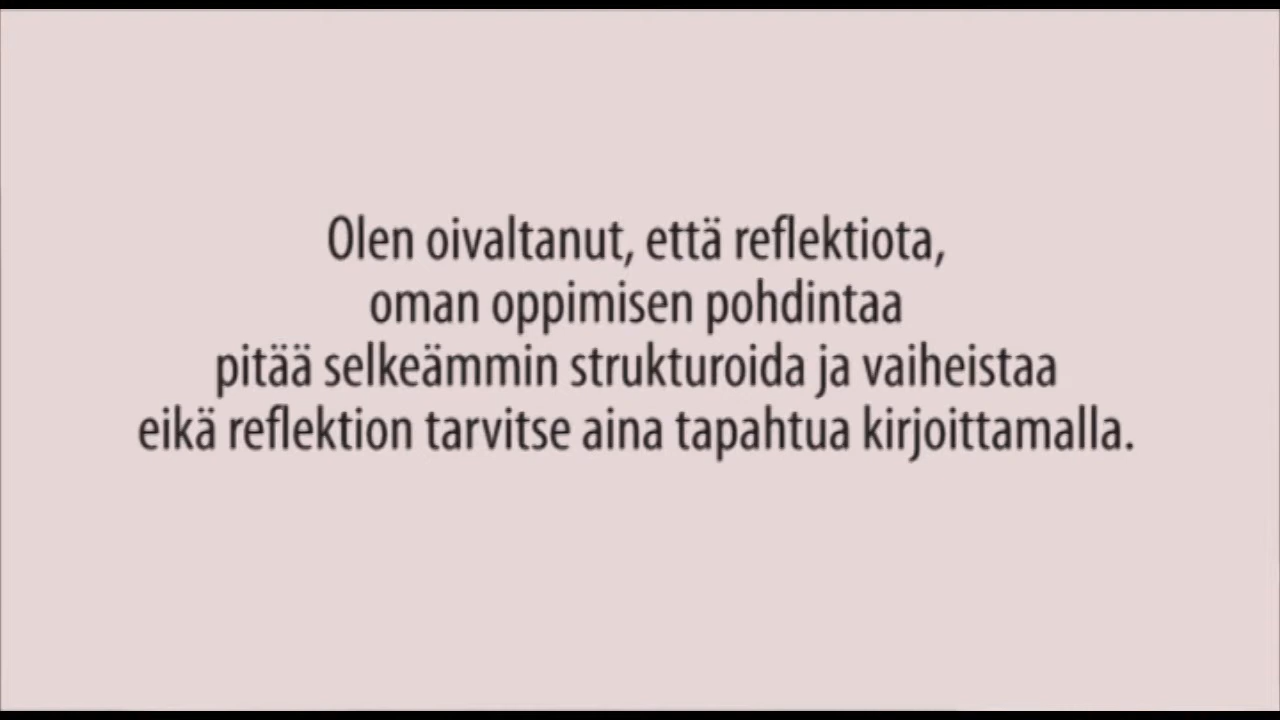 Olen oivaltanut, että reflektiota,
oman oppimisen pohdintaa
pitää selkeämmin strukturoida ja vaiheistaa
eikä reflektion tarvitse aina tapahtua kirjoittamalla.